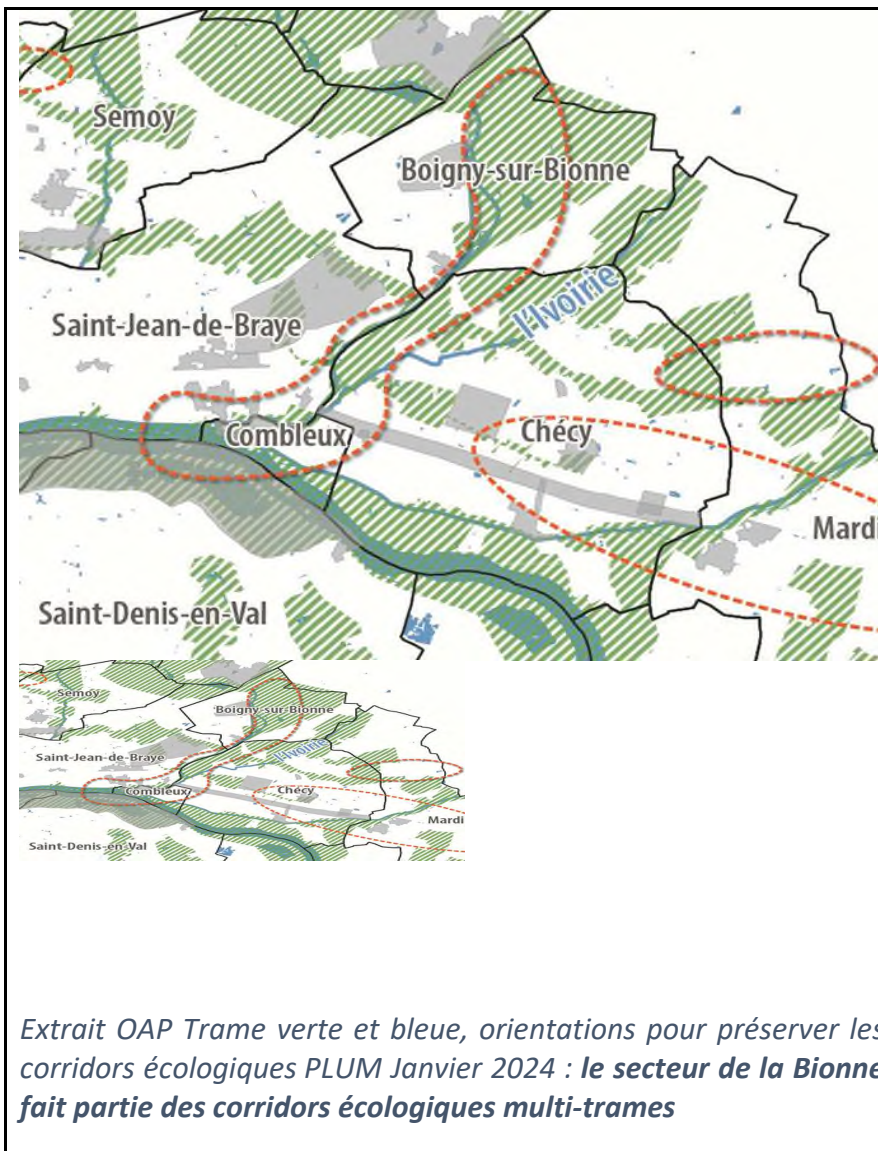 Semoy
Boigny-sur-Bionne
l'Ivoirie
Saint-Jean-de-Braye
Combleux
Chécy
Mardi
Saint-Denis-en-Val
Semoy
Boigny-sur-Bionne
l'Ivoirie
Saint-Jean-de-Braye
Combleux
Chécy
Mardi
Saint-Denis-en-Val
Extrait OAP Trame verte et bleue, orientations pour préserver les
corridors écologiques PLUM Janvier 2024 : le secteur de la Bionne
fait partie des corridors écologiques multi-trames